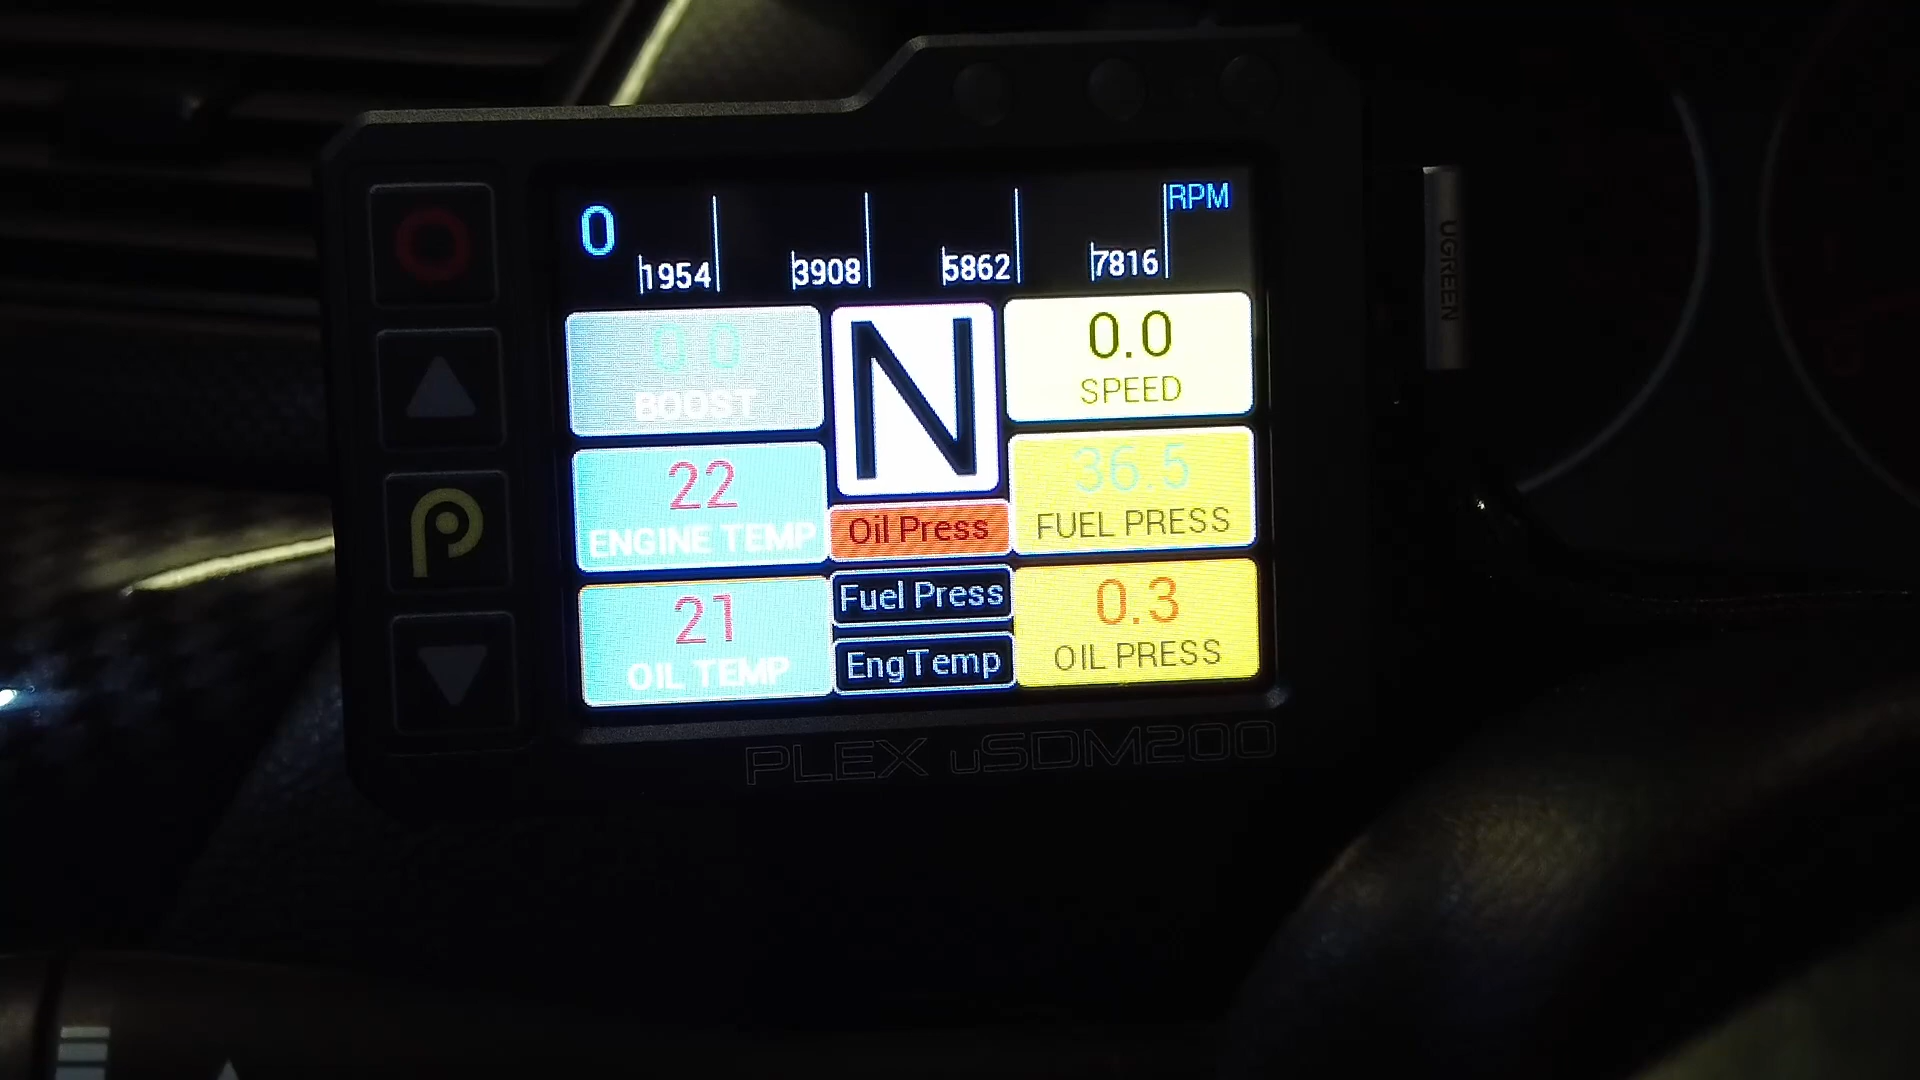 0
RPM
1954
3908
5862
7816
0.0
BOOST
N
0.0
SPEED
22
ENGINE TEMP
36.5
FUEL PRESS
Oil Press
21
OIL TEMP
Fuel Press
EngTemp
0.3
OIL PRESS
PLEX uSDM200
UGREEN